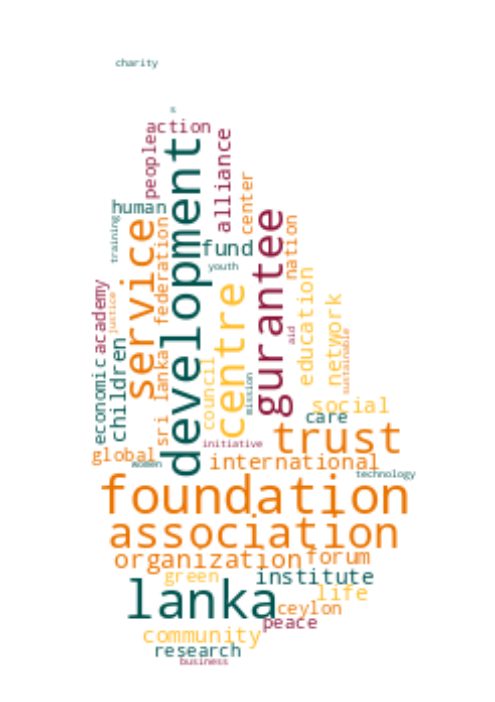 charity
s
action
people
alliance
development
center
human
training
service
federation
fund
gurantee
nation
youth
education
centre
academy
justice
network
aid
sustainable
economic
children
sri lanka
council
mission
social
care
trust
initiative
global
women
international
technology
foundation
association
organization
forum
green
institute
life
lanka
ceylon
peace
community
research
business